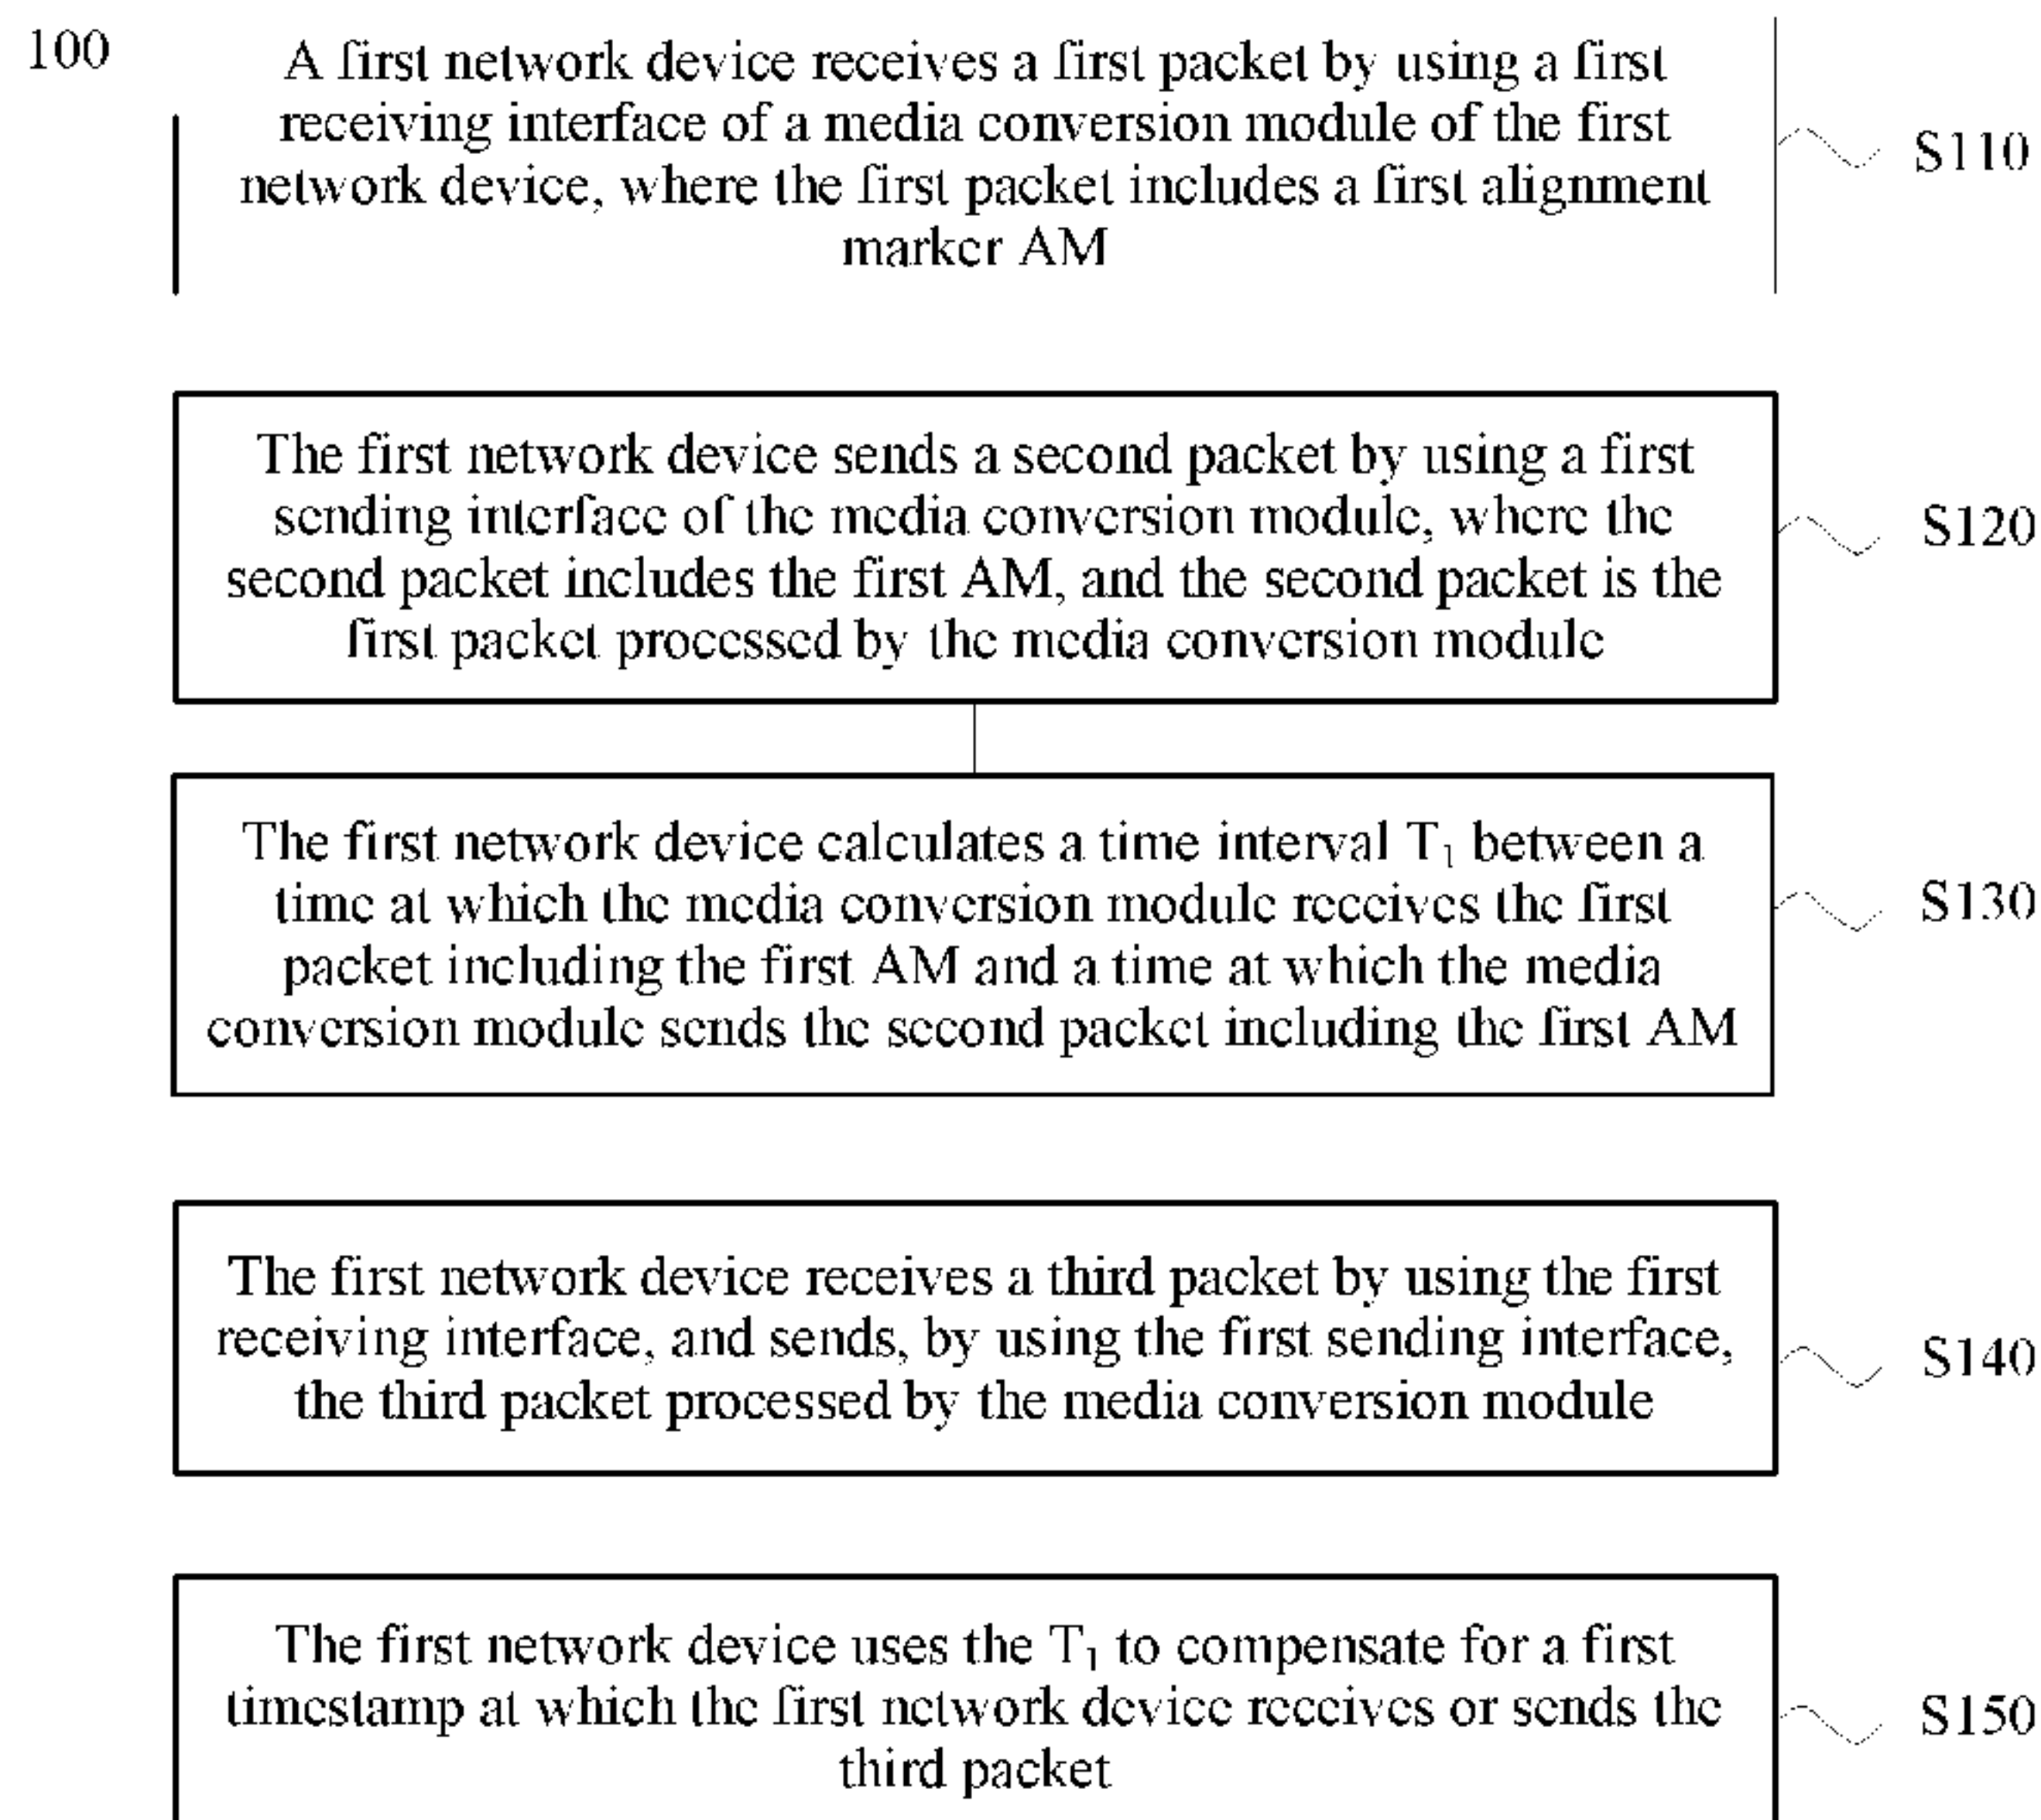 100
A first network device receives a first packet by using a first
receiving interface of a media conversion module of the first
network device, where the first packet includes a first alignment
marker AM
S110
The first network device sends a second packet by using a first
sending interface of the media conversion module, where the
second packet includes the first AM, and the second packet is the
first packet processed by the media conversion module
S120
The first network device calculates a time interval T₁ between a
time at which the media conversion module receives the first
packet including the first AM and a time at which the media
conversion module sends the second packet including the first AM
S130
The first network device receives a third packet by using the first
receiving interface, and sends, by using the first sending interface,
the third packet processed by the media conversion module
S140
The first network device uses the T₁ to compensate for a first
timestamp at which the first network device receives or sends the
third packet
S150